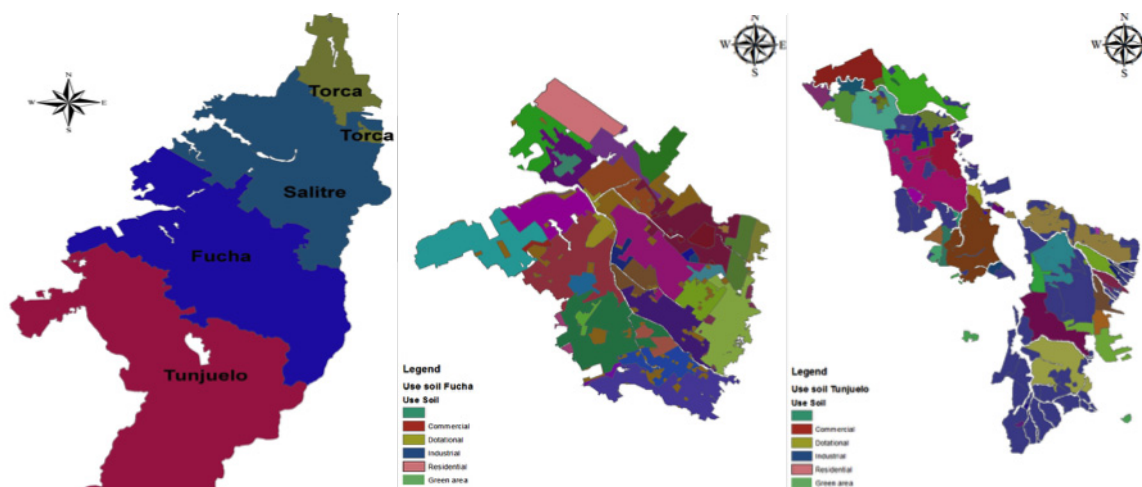 N
W E
S
Torca
Torca
Salitre
Fucha
Tunjuelo
N
W E
S
Legend
Use soil Fucha
Use Soil
Commercial
Dotational
Industrial
Residential
Green area
N
W E
S
Legend
Use soil Tunjuelo
Use Soil
Commercial
Dotational
Industrial
Residential
Green area